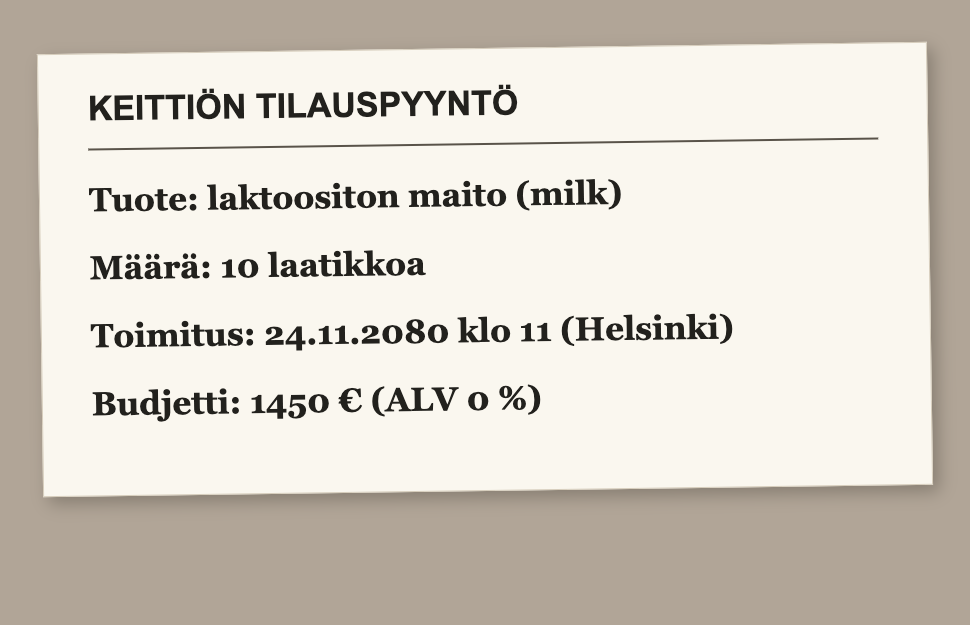 KEITTIÖN TILAUSPYYNTÖ
Tuote: laktoositon maito (milk)
Määrä: 10 laatikkoa
Toimitus: 24.11.2080 klo 11 (Helsinki)
Budjetti: 1450 € (ALV 0 %)